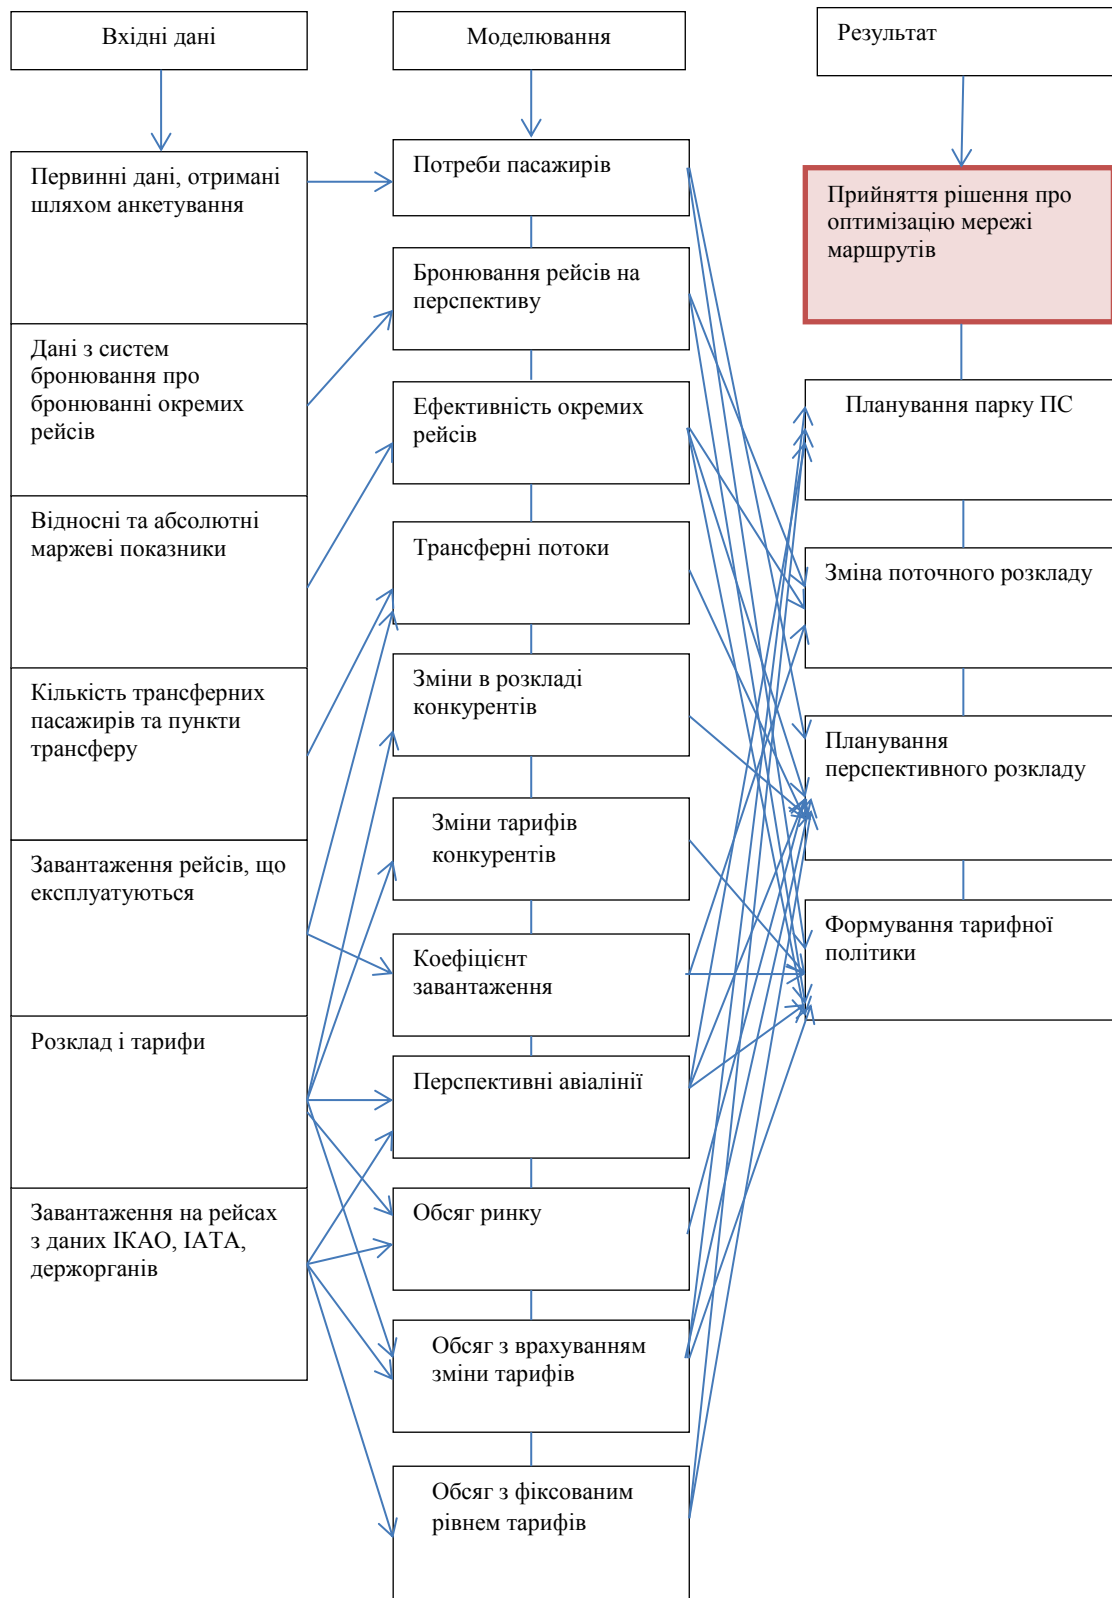 Вхідні дані
Моделювання
Результат
Первинні дані, отримані
шляхом анкетування
Дані з систем
бронювання про
бронюванні окремих
рейсів
Відносні та абсолютні
маржеві показники
Кількість трансферних
пасажирів та пункти
трансферу
Завантаження рейсів, що
експлуатуються
Розклад і тарифи
Завантаження на рейсах
з даних ІКАО, ІАТА,
держорганів
Потреби пасажирів
Бронювання рейсів на
перспективу
Ефективність окремих
рейсів
Трансферні потоки
Зміни в розкладі
конкурентів
Зміни тарифів
конкурентів
Коефіцієнт
завантаження
Перспективні авіалінії
Обсяг ринку
Обсяг з врахуванням
зміни тарифів
Обсяг з фіксованим
рівнем тарифів
Прийняття рішення про
оптимізацію мережі
маршрутів
Планування парку ПС
Зміна поточного розкладу
Планування
перспективного розкладу
Формування тарифної
політики